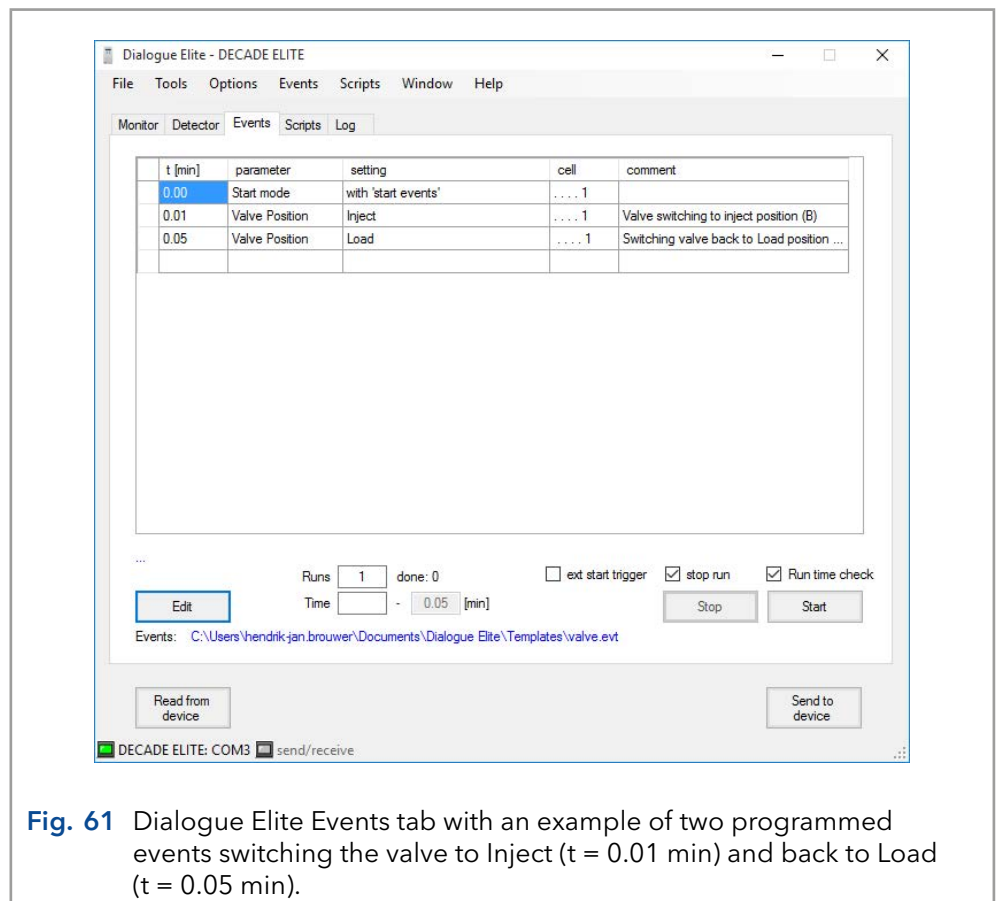 Dialogue Elite - DECADE ELITE
File Tools Options Events Scripts Window Help
Monitor Detector Events Scripts Log
t [min] parameter setting cell comment
0.00 Start mode with 'start events' . . . . 1
0.01 Valve Position Inject . . . . 1 Valve switching to inject position (B)
0.05 Valve Position Load . . . . 1 Switching valve back to Load position ...
...
Runs 1 done: 0 ext start trigger stop run Run time check
Edit Time - 0.05 [min] Stop Start
Events: C:\Users\hendrik-jan.brouwer\Documents\Dialogue Elite\Templates\valve.evt
Read from
device
Send to
device
DECADE ELITE: COM3 send/receive
Fig. 61 Dialogue Elite Events tab with an example of two programmed
events switching the valve to Inject (t = 0.01 min) and back to Load
(t = 0.05 min).